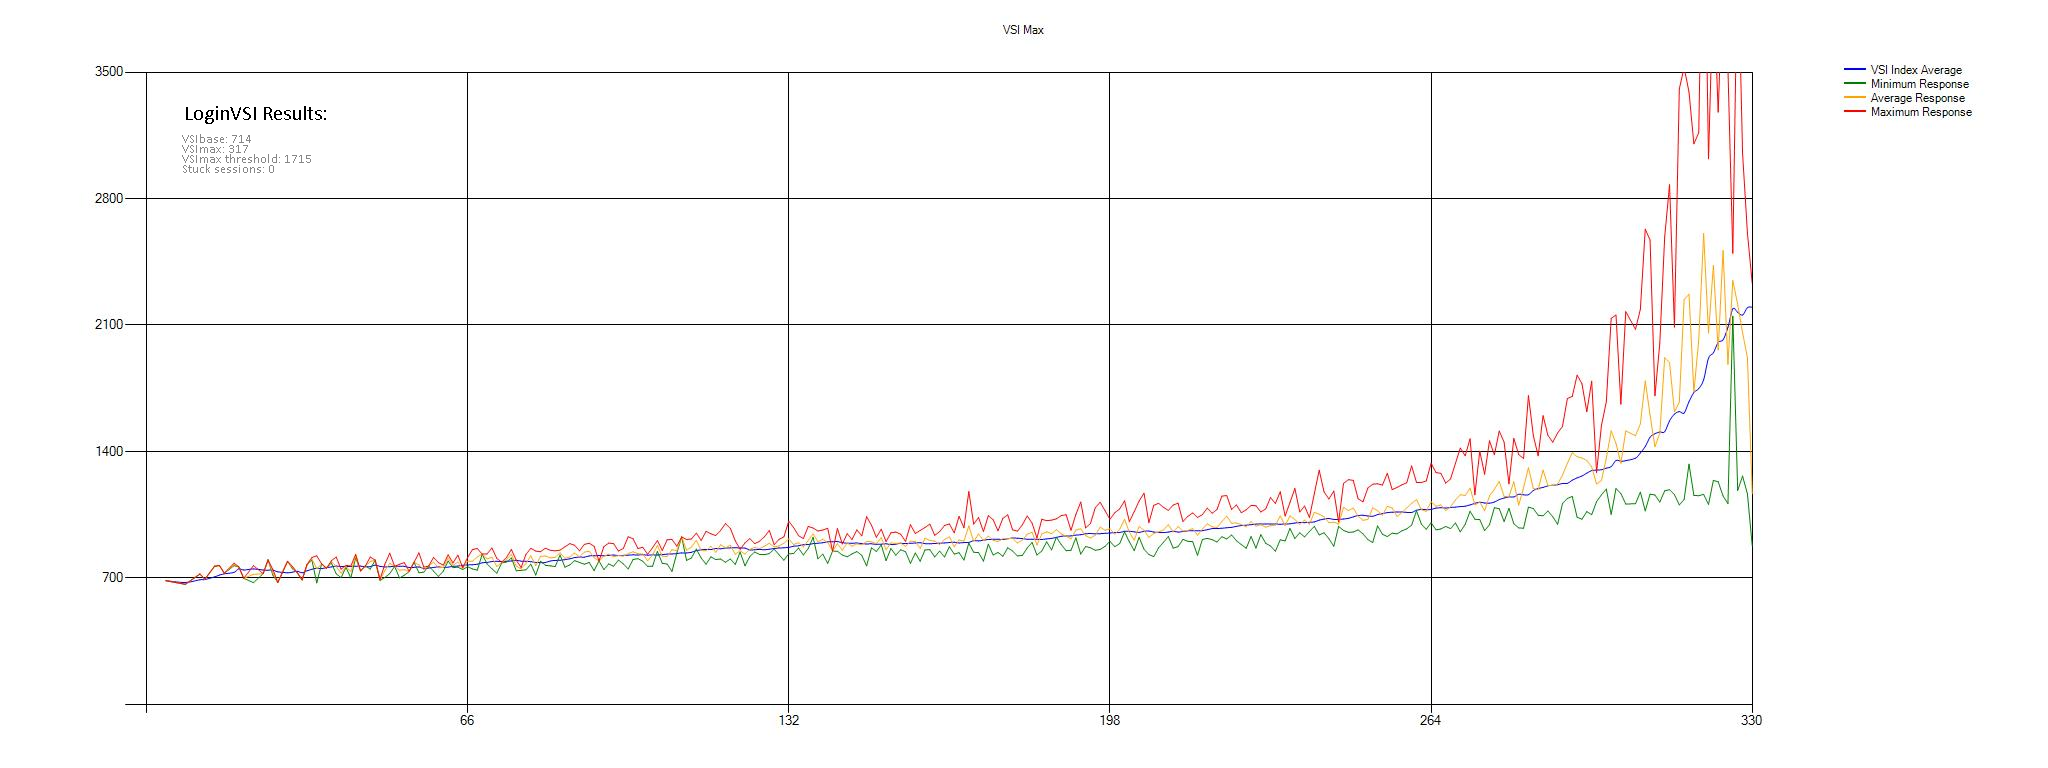 VSI Max
3500
2800
2100
1400
700
LoginVSI Results:
VSIbase: 714
VSImax: 317
VSImax threshold: 1715
Stuck sessions: 0
VSI Index Average
Minimum Response
Average Response
Maximum Response
66
132
198
264
330